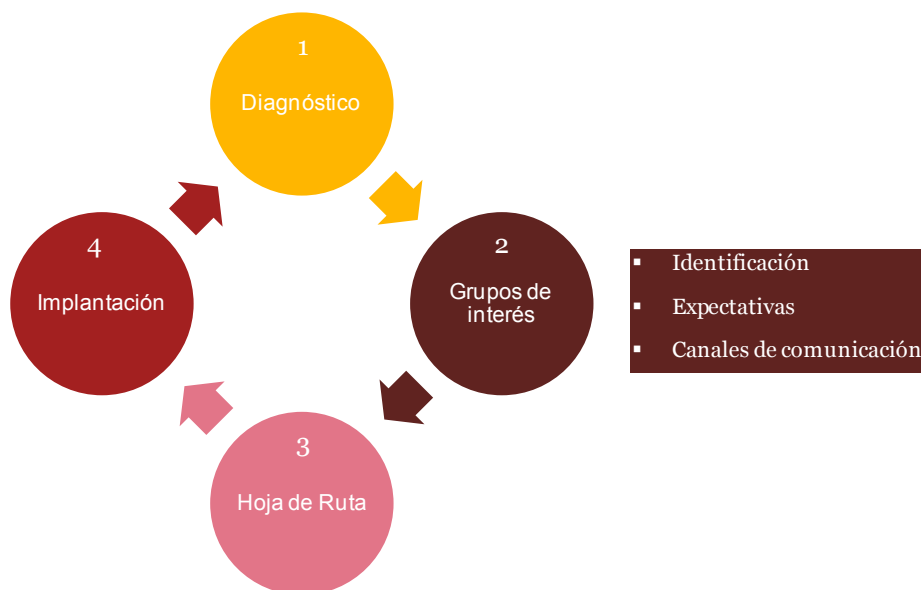 1
Diagnóstico
2
Grupos de
interés
▪ Identificación
▪ Expectativas
▪ Canales de comunicación
3
Hoja de Ruta
4
Implantación